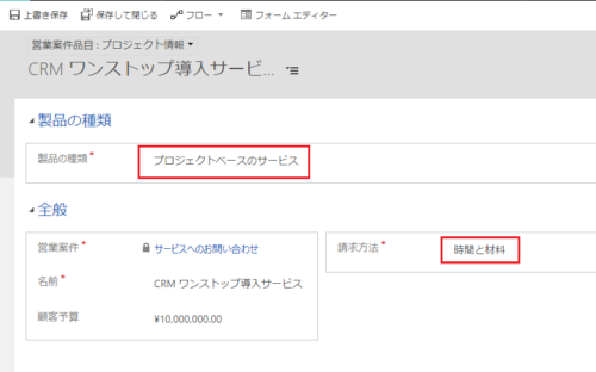 上書き保存 保存して閉じる フロー フォーム エディター
営業案件品目 : プロジェクト情報
CRM ワンストップ導入サービ...
製品の種類
製品の種類* プロジェクトベースのサービス
全般
営業案件* サービスへのお問い合わせ
請求方法* 時間と材料
名前* CRM ワンストップ導入サービス
顧客予算 ¥10,000,000.00